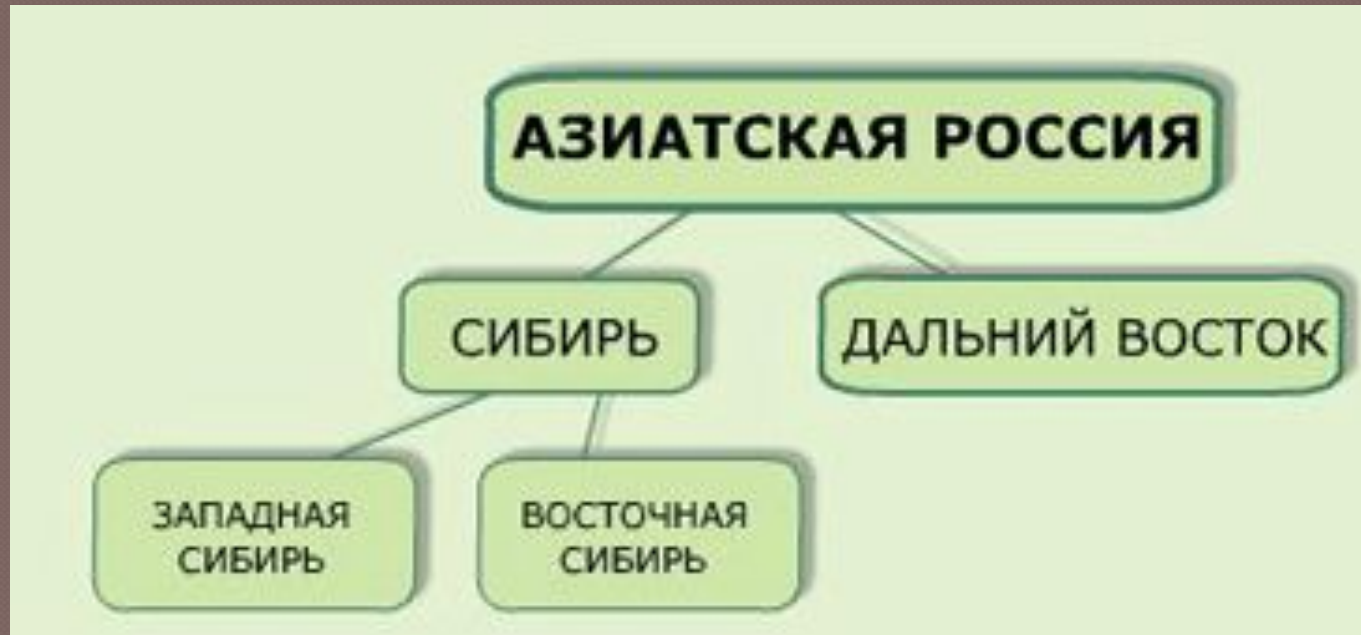 АЗИАТСКАЯ РОССИЯ
СИБИРЬ
ДАЛЬНИЙ ВОСТОК
ЗАПАДНАЯ
СИБИРЬ
ВОСТОЧНАЯ
СИБИРЬ